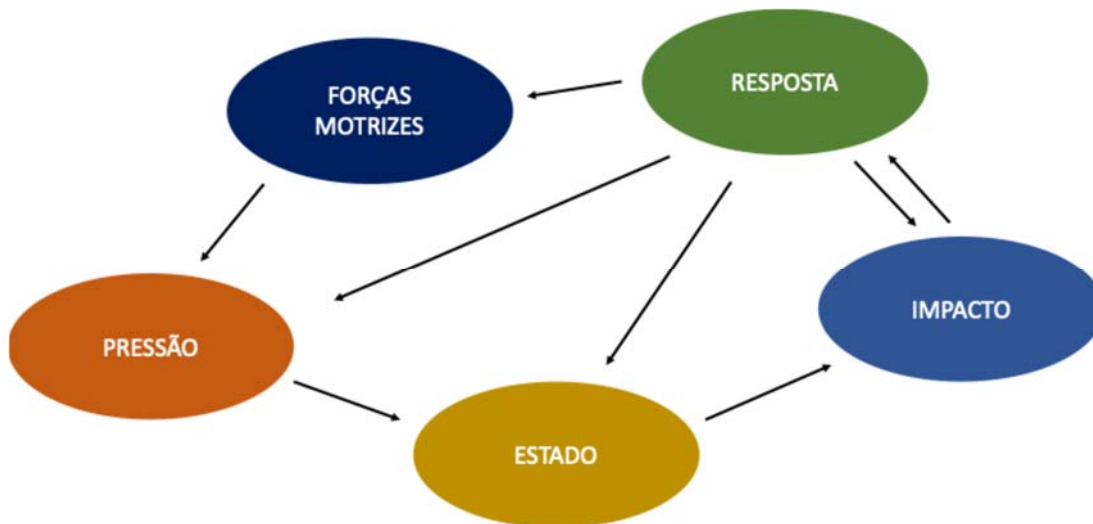 FORÇAS
MOTRIZES
RESPOSTA
PRESSÃO
IMPACTO
ESTADO